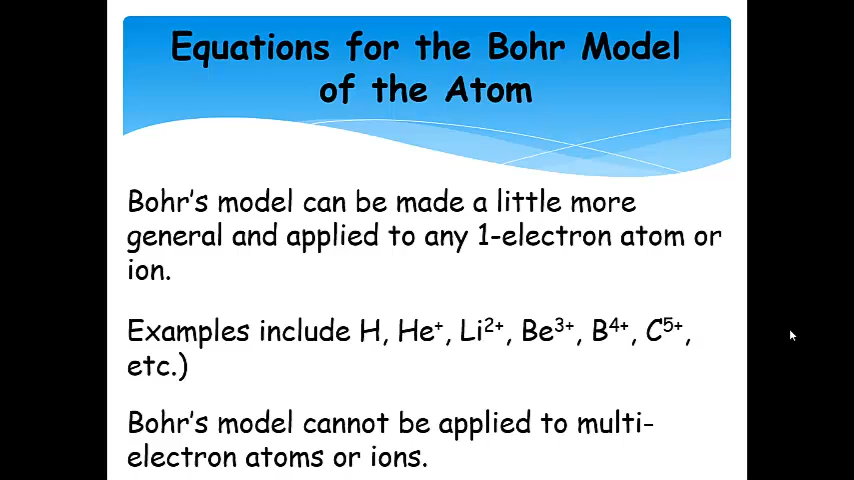 Equations for the Bohr Model
of the Atom
Bohr's model can be made a little more
general and applied to any 1-electron atom or
ion.
Examples include H, He⁺, Li²⁺, Be³⁺, B⁴⁺, C⁵⁺,
etc.)
Bohr's model cannot be applied to multi-
electron atoms or ions.